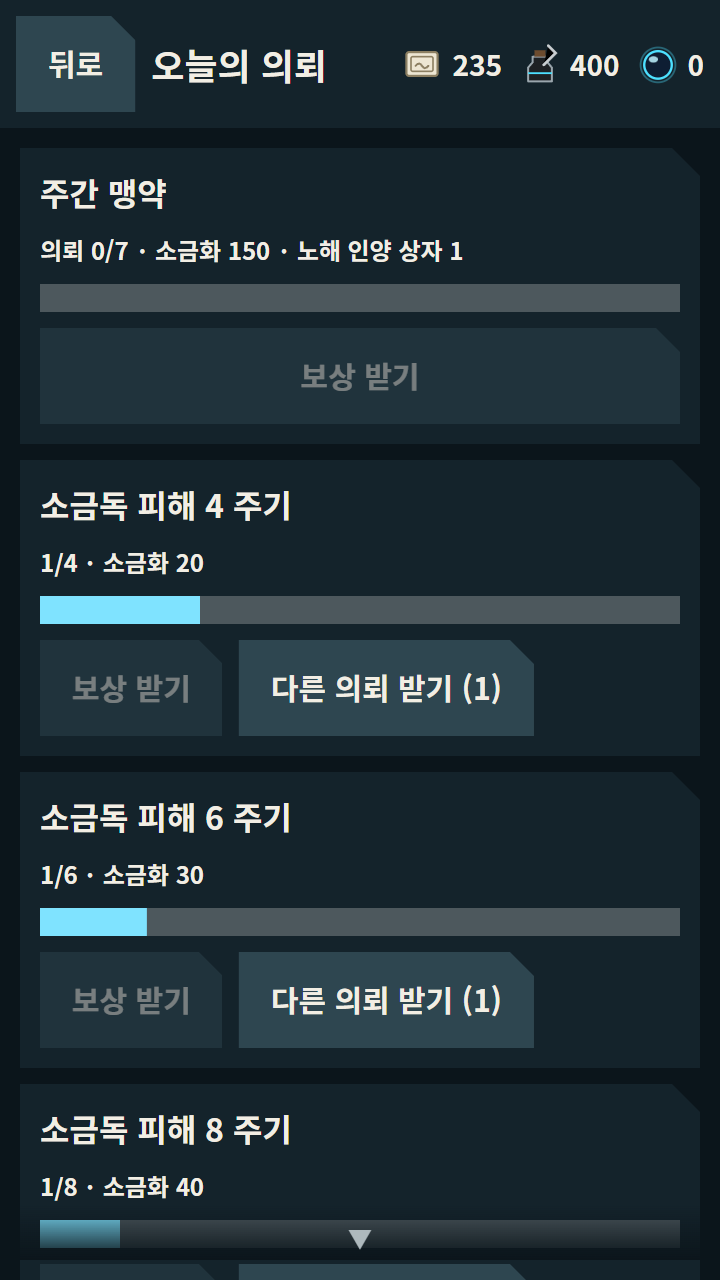 뒤로
오늘의 의뢰
235
400
0
주간 맹약
의뢰 0/7 · 소금화 150 · 노해 인양 상자 1
보상 받기
소금독 피해 4 주기
1/4 · 소금화 20
보상 받기
다른 의뢰 받기 (1)
소금독 피해 6 주기
1/6 · 소금화 30
보상 받기
다른 의뢰 받기 (1)
소금독 피해 8 주기
1/8 · 소금화 40